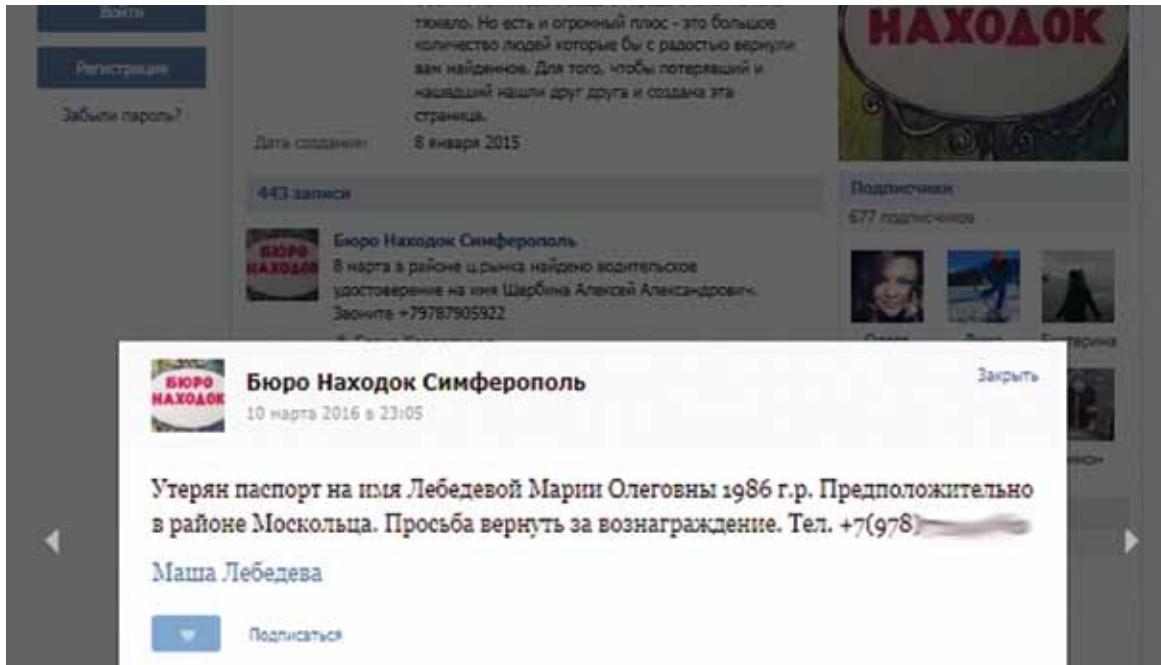 Войти
тяжело. Но есть и огромный плюс - это большое
количество людей которые бы с радостью вернули
вам найденное. Для того, чтобы потерявший и
нашедший нашли друг друга и создана эта
страница.
Регистрация
Забыли пароль?
Дата создания: 8 января 2015
НАХОДОК
443 записи
Подписчики
677 подписчиков
БЮРО
НАХОДОК
Бюро Находок Симферополь
8 марта в районе ц.рынка найдено водительское
удостоверение на имя Щербина Алексей Александрович.
Звоните +79787905922
Екатерина
БЮРО
НАХОДОК
Бюро Находок Симферополь
Закрыть
10 марта 2016 в 23:05
Утерян паспорт на имя Лебедевой Марии Олеговны 1986 г.р. Предположительно
в районе Москольца. Просьба вернуть за вознаграждение. Тел. +7(978)
Маша Лебедева
Подписаться